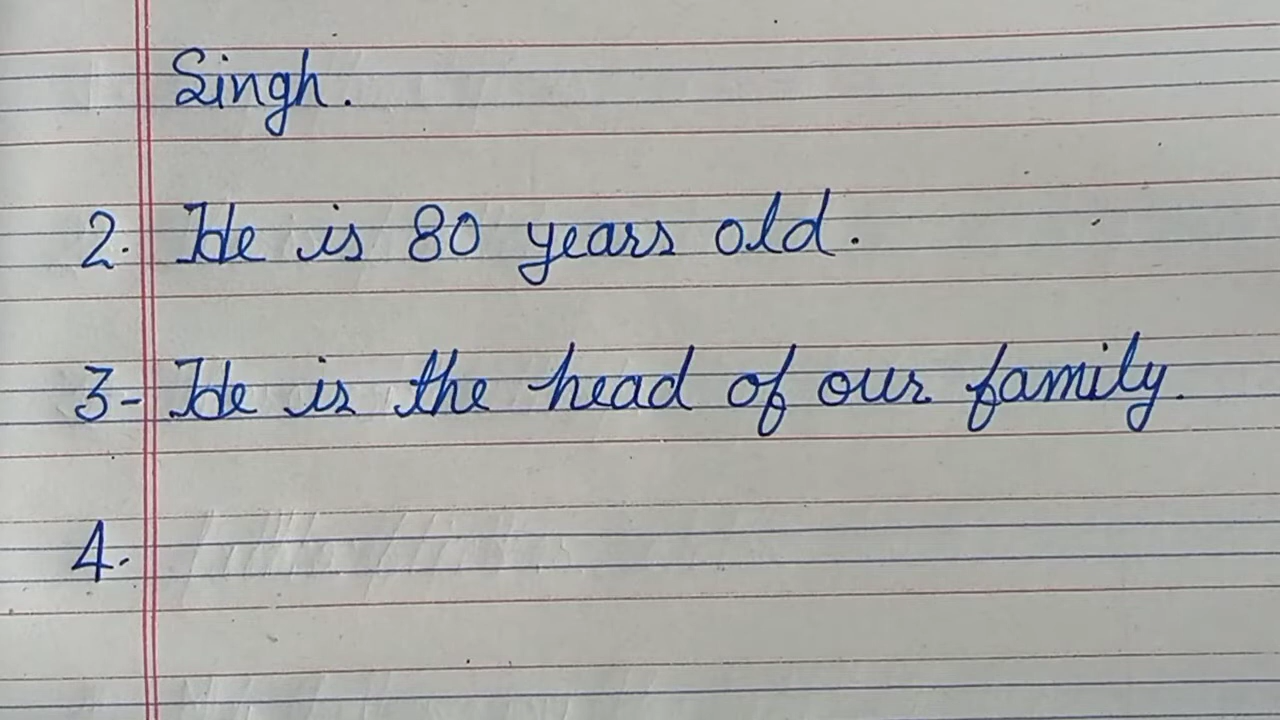 Singh.
2. He is 80 years old.
3- He is the head of our family.
4.